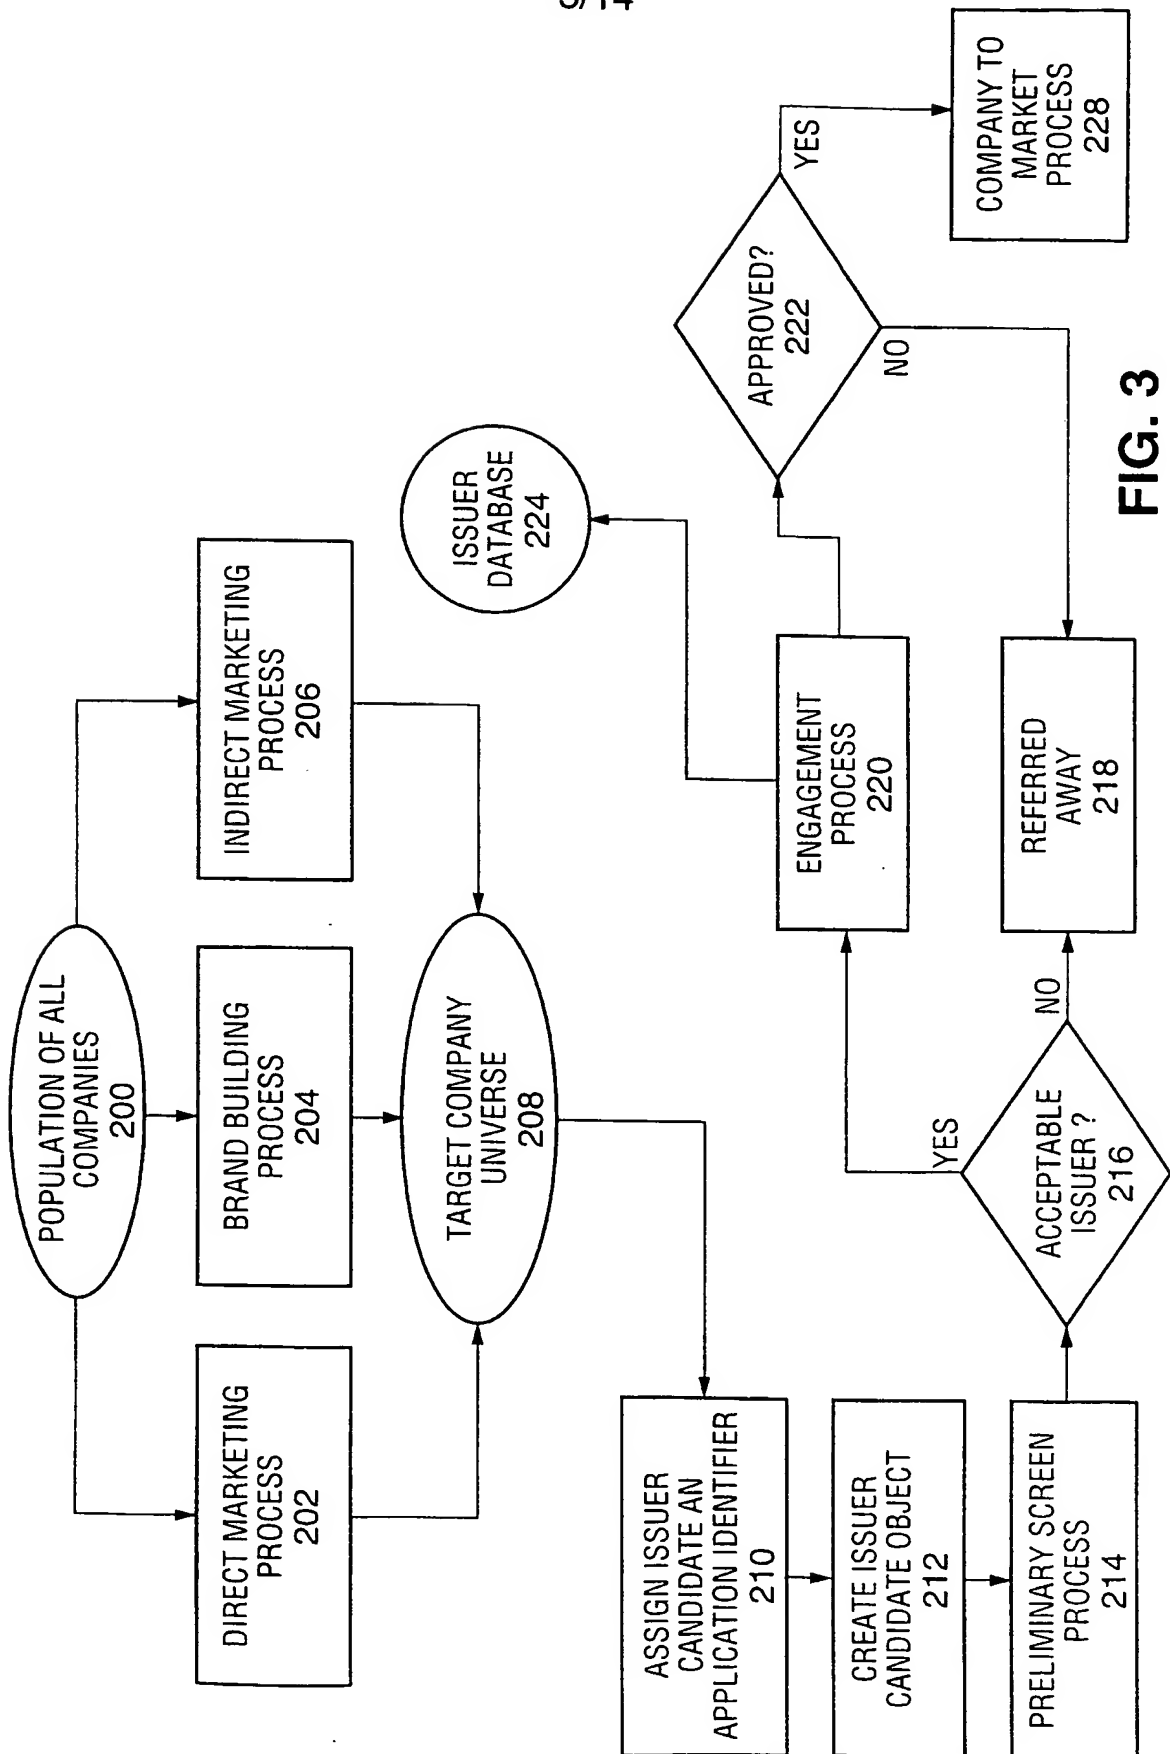 POPULATION OF ALL
COMPANIES
200
DIRECT MARKETING
PROCESS
202
BRAND BUILDING
PROCESS
204
INDIRECT MARKETING
PROCESS
206
TARGET COMPANY
UNIVERSE
208
ISSUER
DATABASE
224
ASSIGN ISSUER
CANDIDATE AN
APPLICATION IDENTIFIER
210
CREATE ISSUER
CANDIDATE OBJECT
212
PRELIMINARY SCREEN
PROCESS
214
ACCEPTABLE
ISSUER ?
216
YES
NO
ENGAGEMENT
PROCESS
220
REFERRED
AWAY
218
APPROVED?
222
YES
NO
COMPANY TO
MARKET
PROCESS
228
FIG. 3